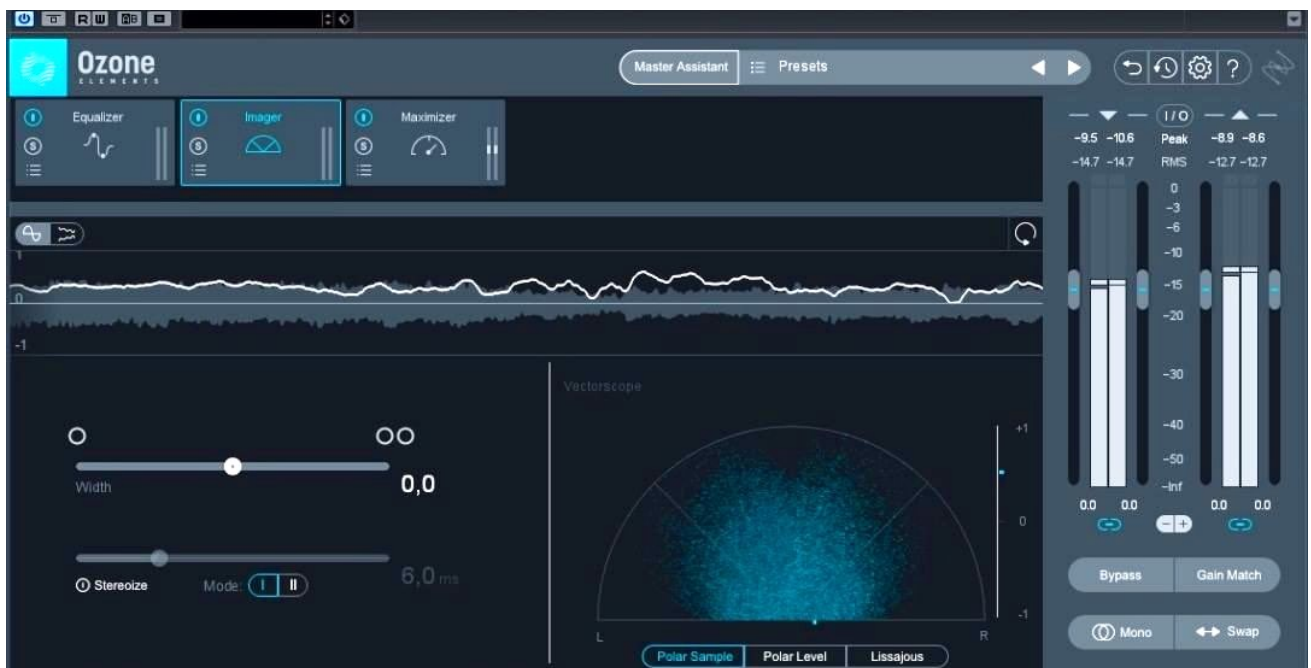 R W AB
Ozone
ELEMENTS
Master Assistant Presets ?
Equalizer Imager Maximizer
S S S
I/O
-9.5 -10.6 Peak -8.9 -8.6
-14.7 -14.7 RMS -12.7 -12.7
0
-3
-6
-10
-15
-20
-30
-40
-50
-Inf
0.0 0.0 0.0 0.0
- +
1
0
-1
Vectorscope
+1
0
-1
Width 0,0
Stereoize Mode: I II 6,0 ms
L R
Polar Sample Polar Level Lissajous
Bypass Gain Match
Mono Swap